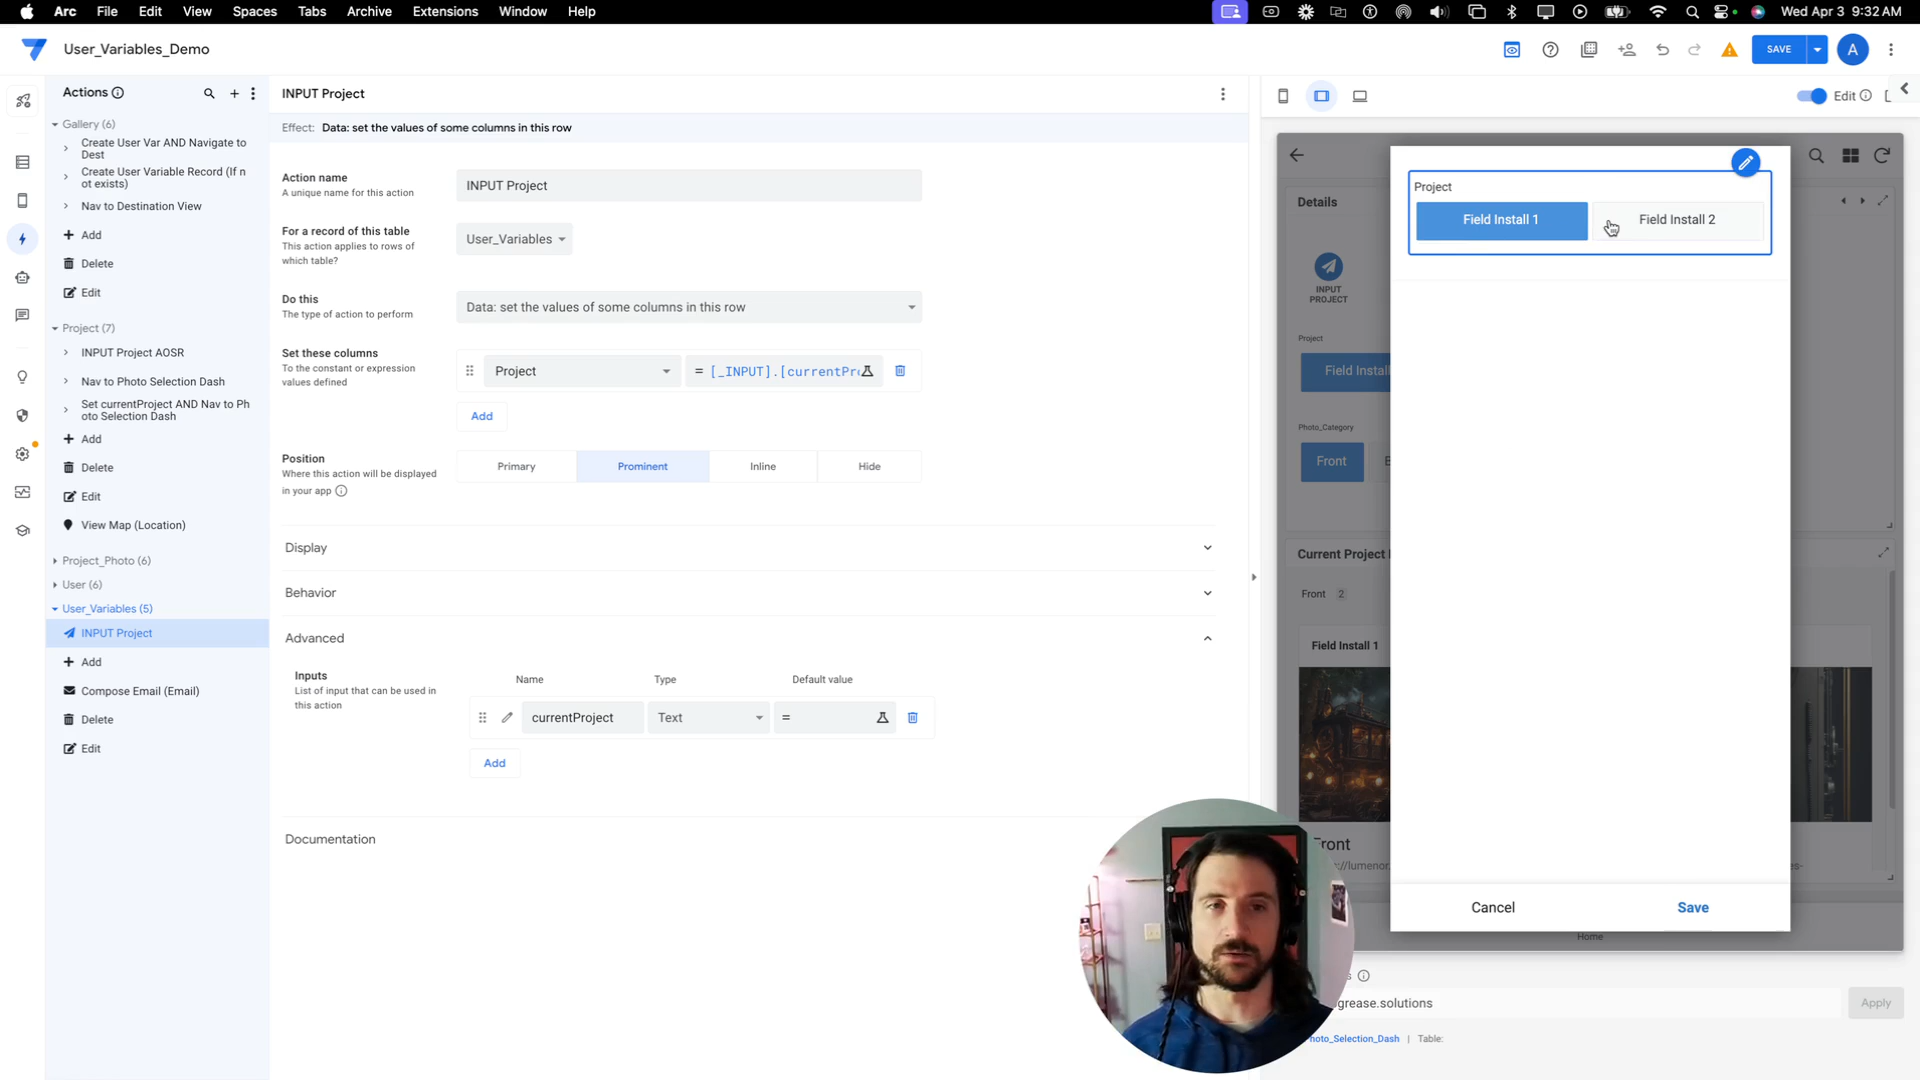 Arc File Edit View Spaces Tabs Archive Extensions Window Help Wed Apr 3 9:32 AM
User_Variables_Demo
SAVE
A
Actions
Gallery (6)
Create User Var AND Navigate to
Dest
Create User Variable Record (If n
ot exists)
Nav to Destination View
Add
Delete
Edit
Project (7)
INPUT Project AOSR
Nav to Photo Selection Dash
Set currentProject AND Nav to Ph
oto Selection Dash
Add
Delete
Edit
View Map (Location)
Project_Photo (6)
User (6)
User_Variables (5)
INPUT Project
Add
Compose Email (Email)
Delete
Edit
INPUT Project
Effect: Data: set the values of some columns in this row
Action name
A unique name for this action
INPUT Project
For a record of this table
This action applies to rows of
which table?
User_Variables
Do this
The type of action to perform
Data: set the values of some columns in this row
Set these columns
To the constant or expression
values defined
Project
= [_INPUT].[currentPr
Add
Position
Where this action will be displayed
in your app
Primary Prominent Inline Hide
Display
Behavior
Advanced
Inputs
List of input that can be used in
this action
Name Type Default value
currentProject Text =
Add
Documentation
Edit
Details
INPUT
PROJECT
Project
Field Install
Photo_Category
Front
Current Project
Front 2
Field Install 1
Front
Project
Field Install 1 Field Install 2
Cancel Save
Home
grease.solutions
Apply
hoto_Selection_Dash | Table: